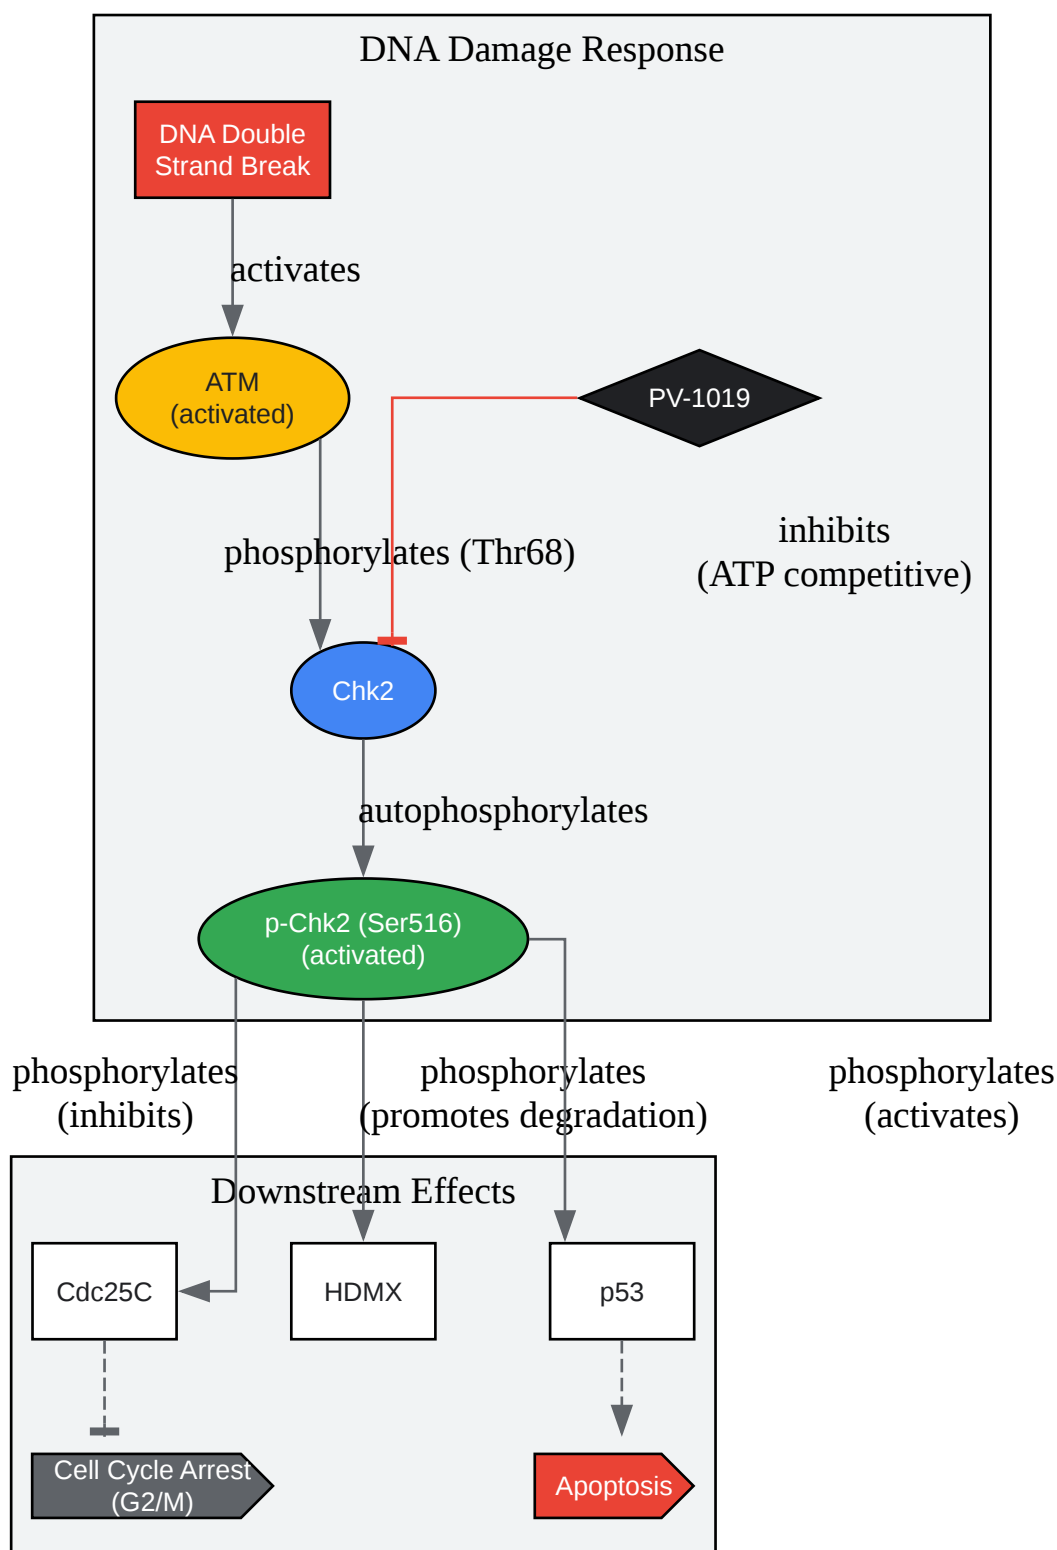 DNA Damage Response
DNA Double
Strand Break
activates
ATM
(activated)
PV-1019
phosphorylates (Thr68)
inhibits
(ATP competitive)
Chk2
autophosphorylates
p-Chk2 (Ser516)
(activated)
phosphorylates
(inhibits)
phosphorylates
(promotes degradation)
phosphorylates
(activates)
Downstream Effects
Cdc25C
HDMX
p53
Cell Cycle Arrest
(G2/M)
Apoptosis